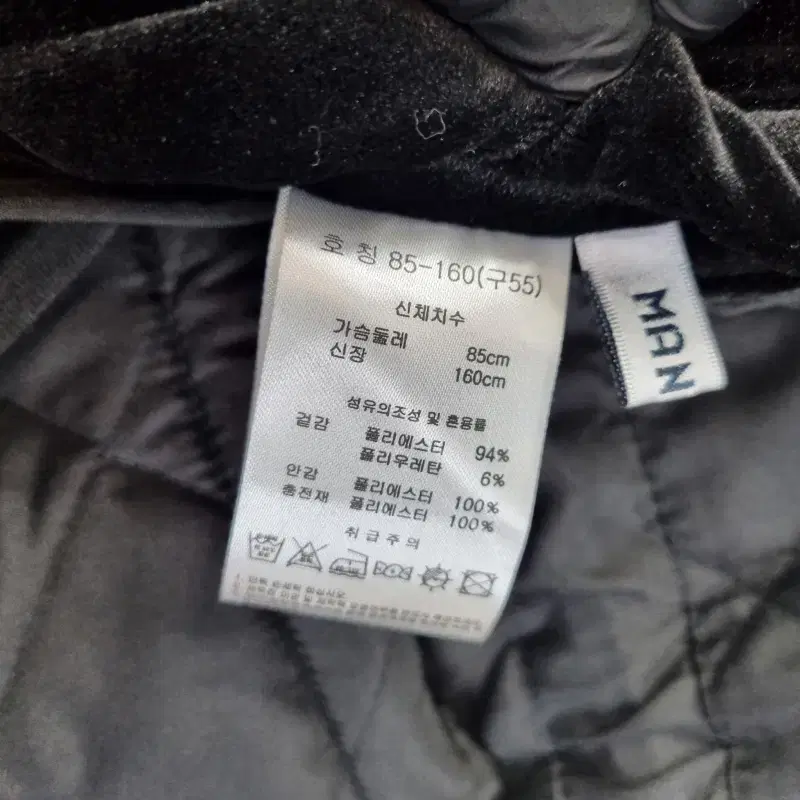 호 칭 85-160(구55)
신체치수
가슴둘레 85cm
신장 160cm
섬유의조성 및 혼용률
겉감 폴리에스터 94%
폴리우레탄 6%
안감 폴리에스터 100%
충전재 폴리에스터 100%
취급주의
MAN